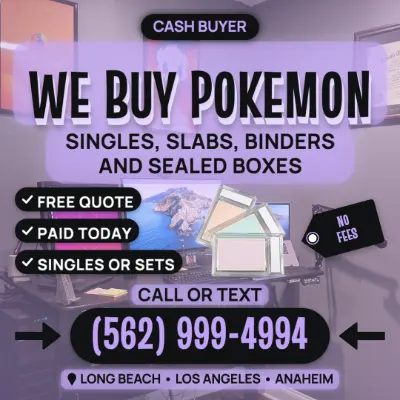 CASH BUYER
WE BUY POKEMON
SINGLES, SLABS, BINDERS
AND SEALED BOXES
FREE QUOTE
PAID TODAY
SINGLES OR SETS
NO
FEES
CALL OR TEXT
(562) 999-4994
LONG BEACH • LOS ANGELES • ANAHEIM